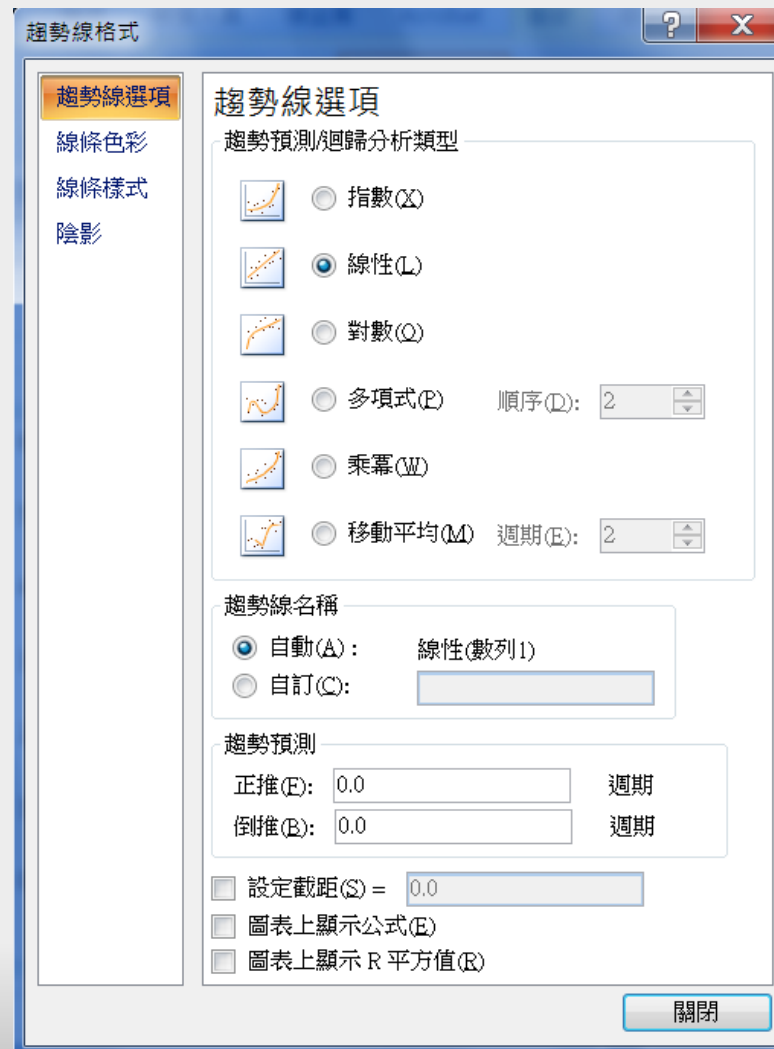 趨勢線格式
趨勢線選項
線條色彩
線條樣式
陰影
趨勢線選項
趨勢預測/迴歸分析類型
指數(X)
線性(L)
對數(O)
多項式(P) 順序(D): 2
乘冪(W)
移動平均(M) 週期(E): 2
趨勢線名稱
自動(A) : 線性(數列1)
自訂(C):
趨勢預測
正推(F): 0.0 週期
倒推(B): 0.0 週期
設定截距(S) = 0.0
圖表上顯示公式(E)
圖表上顯示 R 平方值(R)
關閉